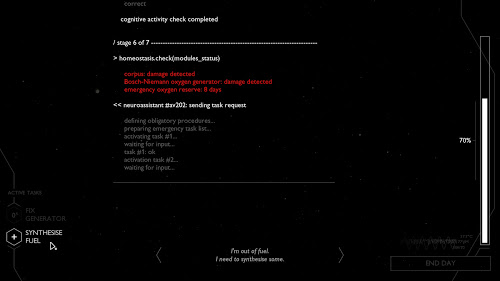 correct
cognitive activity check completed
/ stage 6 of 7 ----------------------------------------------------------------
> homeostasis.check(modules_status)
corpus: damage detected
Bosch-Niemann oxygen generator: damage detected
emergency oxygen reserve: 8 days
<< neuroassistant #av202: sending task request
defining obligatory procedures...
preparing emergency task list...
activating task #1...
waiting for input...
task #1: ok
activation task #2...
waiting for input...
70%
ACTIVE TASKS
FIX
GENERATOR
SYNTHESISE
FUEL
I'm out of fuel.
I need to synthesise some.
END DAY